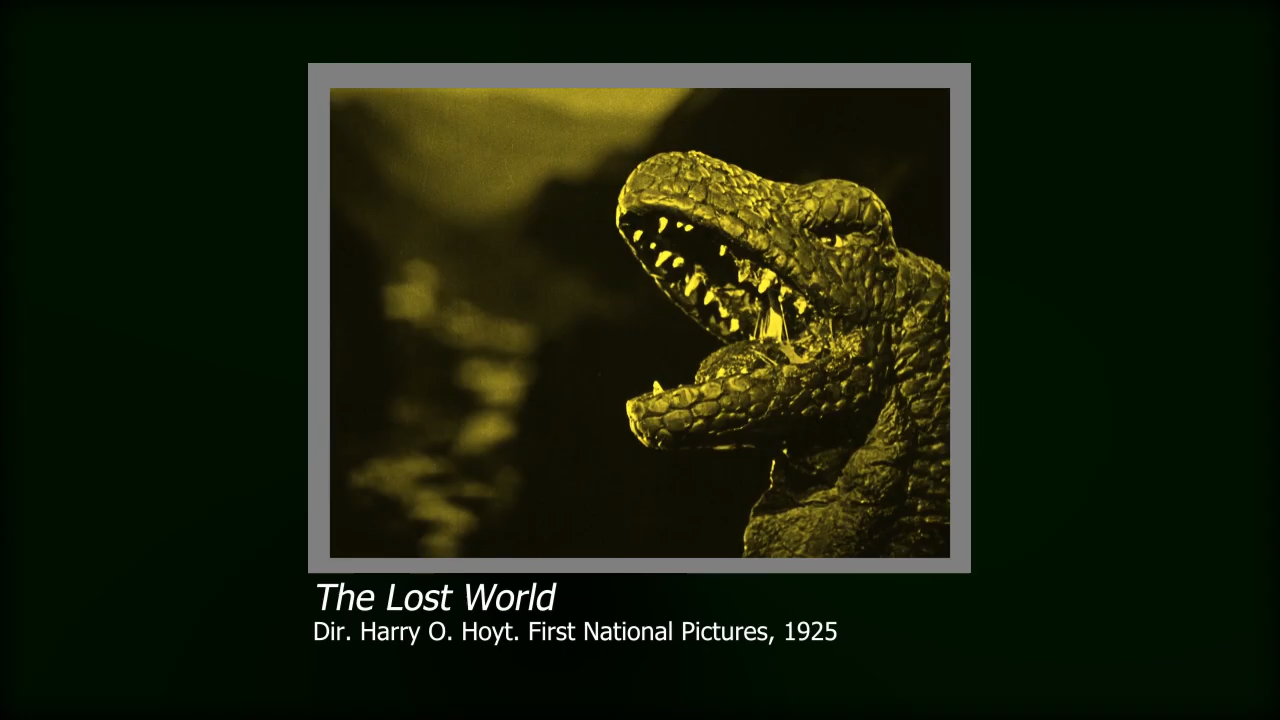 The Lost World
Dir. Harry O. Hoyt. First National Pictures, 1925